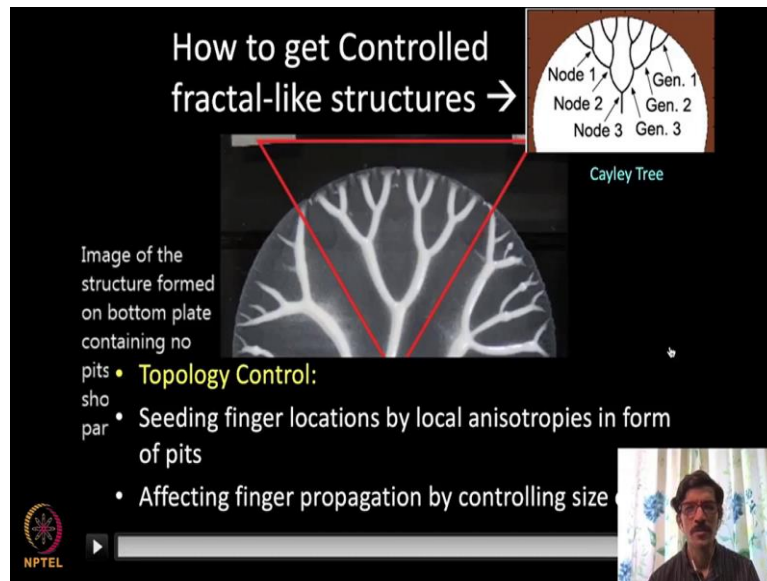 How to get Controlled
fractal-like structures →
Node 1
Gen. 1
Node 2
Gen. 2
Node 3
Gen. 3
Cayley Tree
Image of the
structure formed
on bottom plate
containing no
pits
sho
par
• Topology Control:
• Seeding finger locations by local anisotropies in form
of pits
• Affecting finger propagation by controlling size
NPTEL